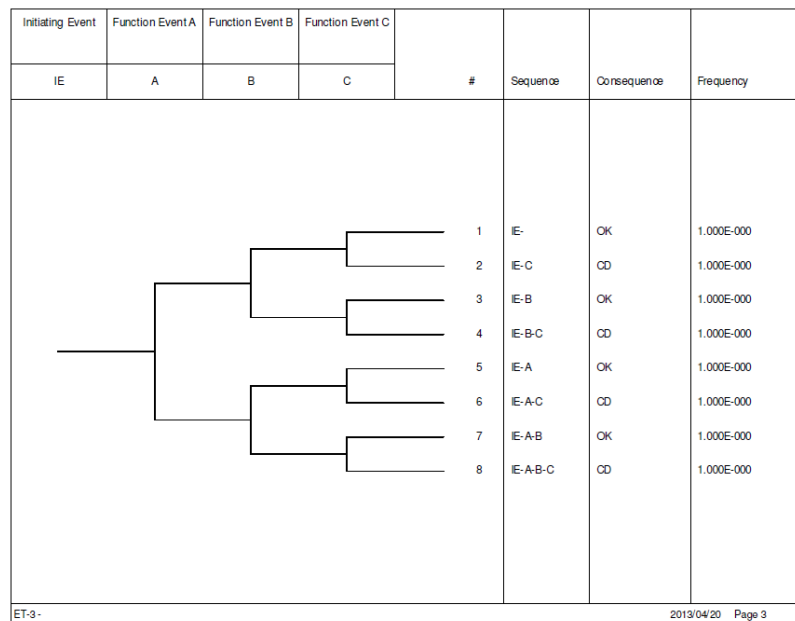 Initiating Event Function Event A Function Event B Function Event C
IE A B C # Sequence Consequence Frequency
1 IE- OK 1.000E-000
2 IE-C CD 1.000E-000
3 IE-B OK 1.000E-000
4 IE-B-C CD 1.000E-000
5 IE-A OK 1.000E-000
6 IE-A-C CD 1.000E-000
7 IE-A-B OK 1.000E-000
8 IE-A-B-C CD 1.000E-000
ET-3 - 2013/04/20 Page 3